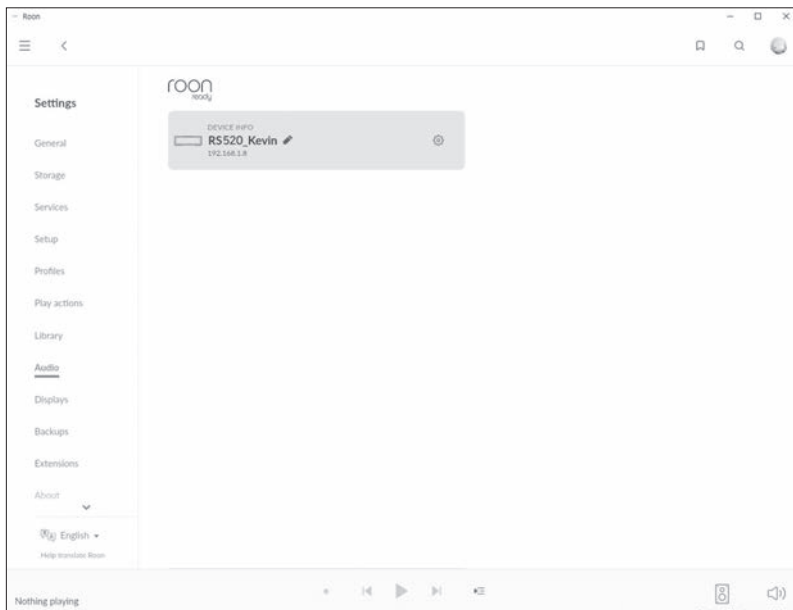 Roon
Settings
General
Storage
Services
Setup
Profiles
Play actions
Library
Audio
Displays
Backups
Extensions
About
English
Help translate Roon
roon
ready
DEVICE INFO
RS520_Kevin
192.168.1.8
Nothing playing